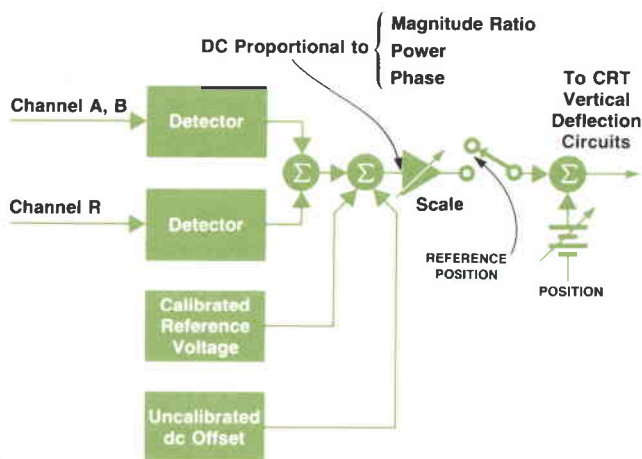 DC Proportional to
Magnitude Ratio
Power
Phase
To CRT
Vertical
Deflection
Circuits
Channel A, B
Detector
Σ
Σ
Scale
Σ
Channel R
Detector
REFERENCE
POSITION
POSITION
Calibrated
Reference
Voltage
Uncalibrated
dc Offset